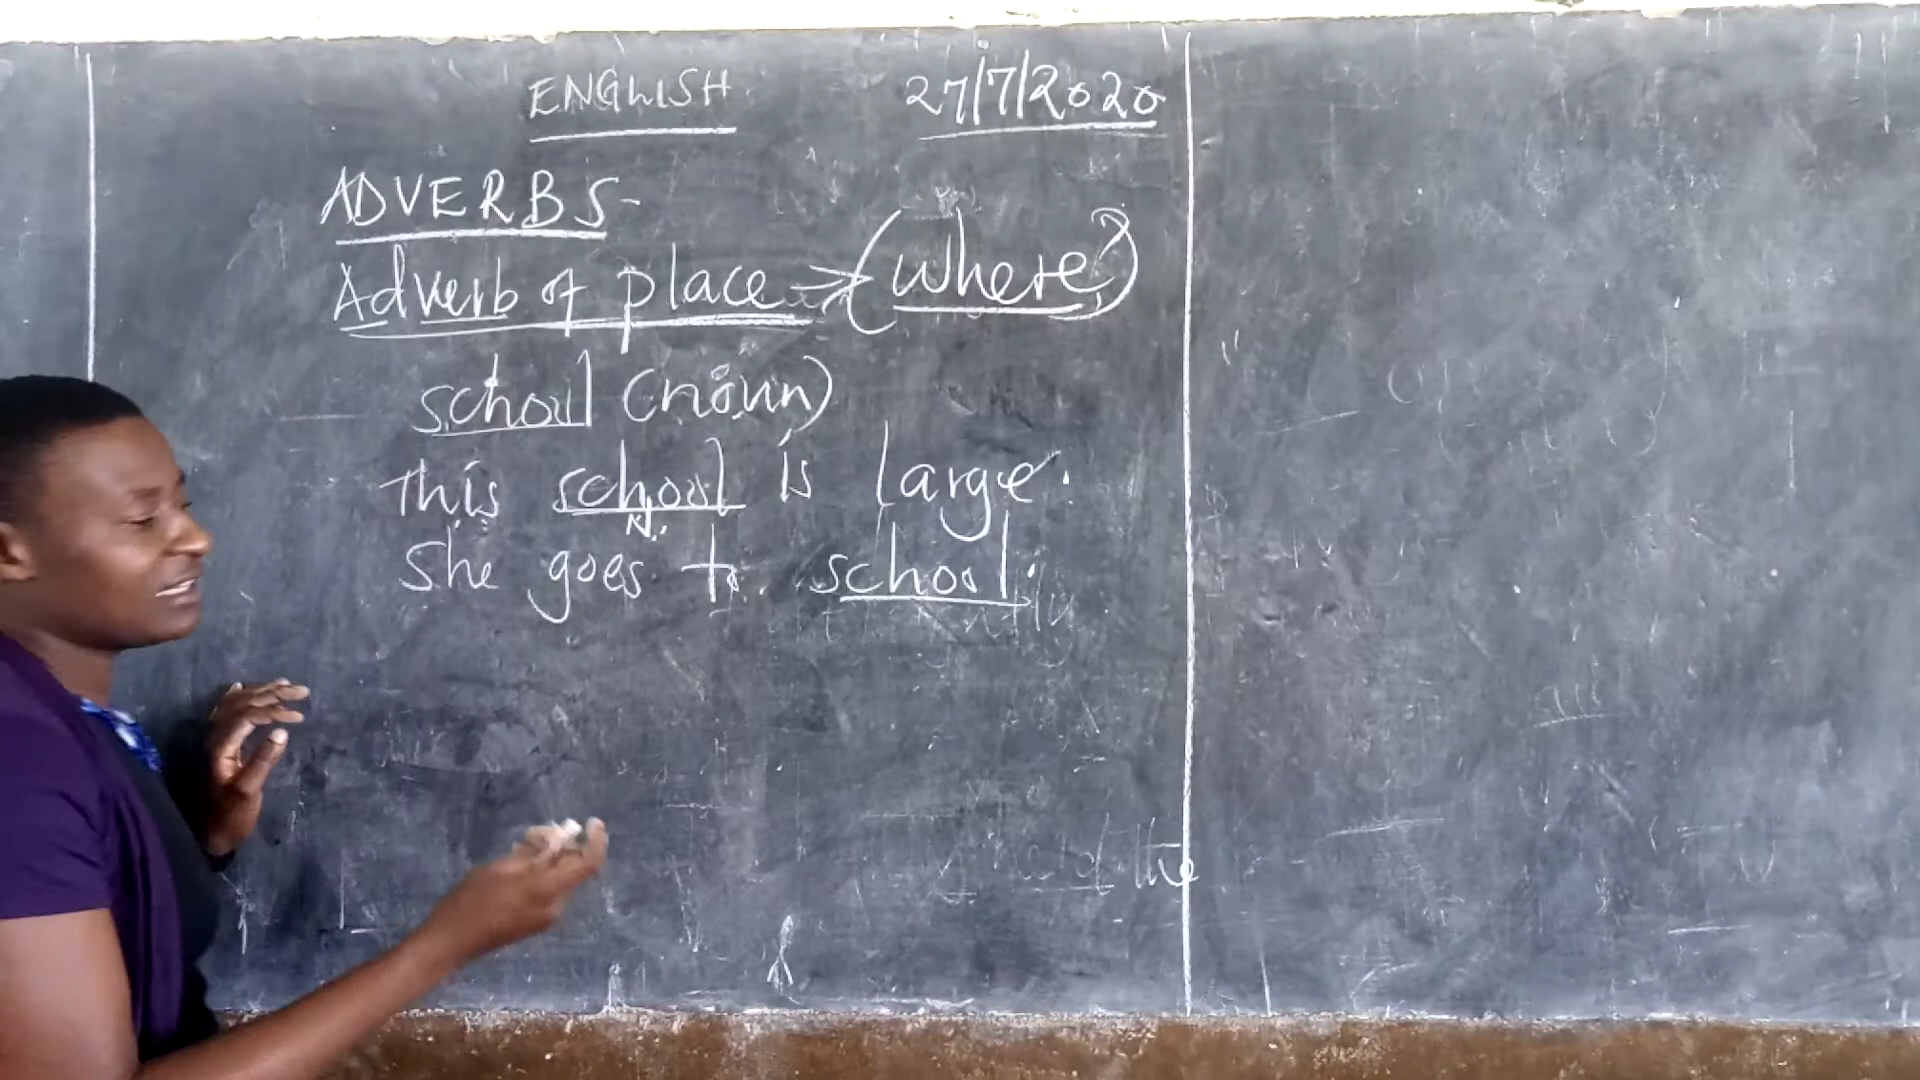 ENGLISH 27/7/2020
ADVERBS-
Adverb of place => (where?)
school (noun)
This school is large.
N.
She goes to school.
the